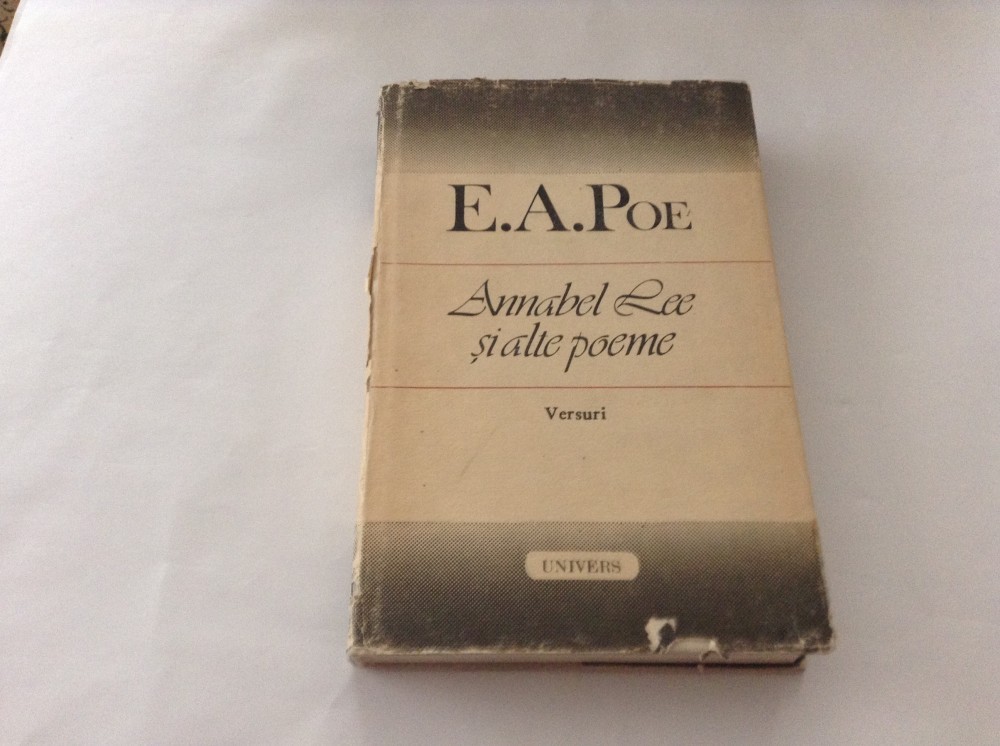 E.A.POE
Annabel Lee
și alte poeme
Versuri
UNIVERS